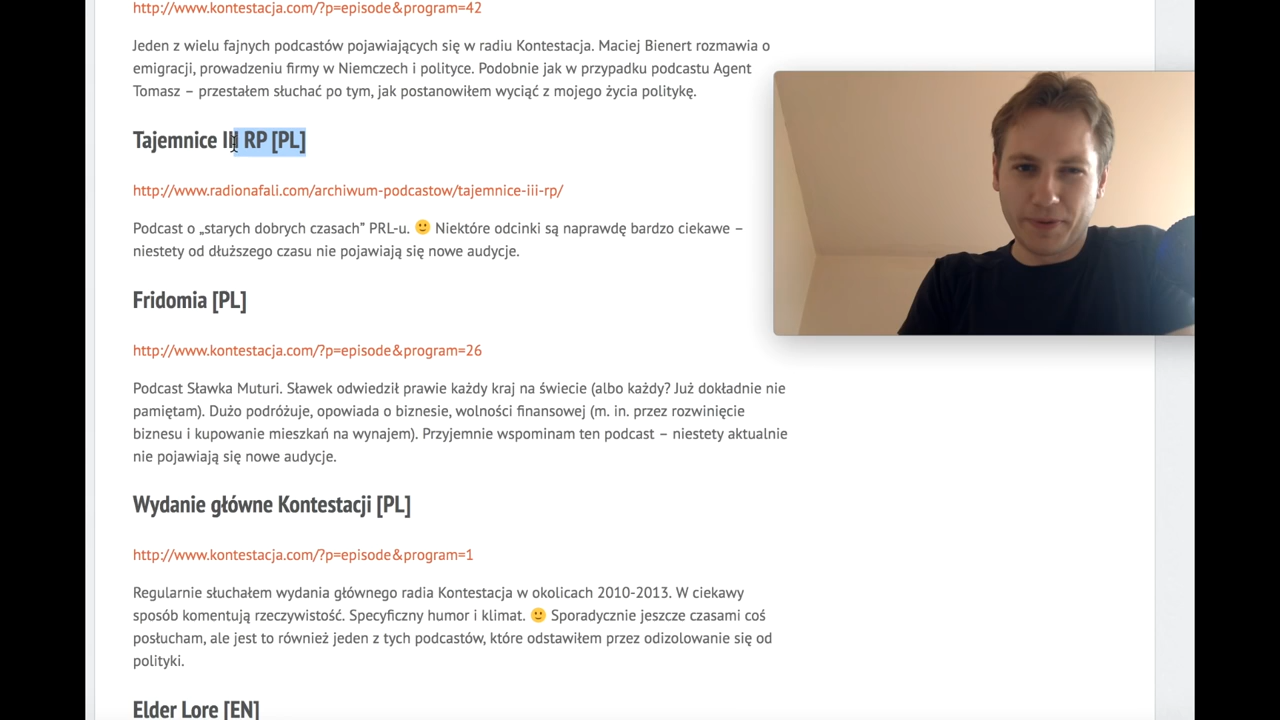 http://www.kontestacja.com/?p=episode&program=42
Jeden z wielu fajnych podcastów pojawiających się w radiu Kontestacja. Maciej Bienert rozmawia o
emigracji, prowadzeniu firmy w Niemczech i polityce. Podobnie jak w przypadku podcastu Agent
Tomasz – przestałem słuchać po tym, jak postanowiłem wyciąć z mojego życia politykę.
Tajemnice III RP [PL]
http://www.radionafali.com/archiwum-podcastow/tajemnice-iii-rp/
Podcast o „starych dobrych czasach” PRL-u. 🙂 Niektóre odcinki są naprawdę bardzo ciekawe –
niestety od dłuższego czasu nie pojawiają się nowe audycje.
Fridomia [PL]
http://www.kontestacja.com/?p=episode&program=26
Podcast Sławka Muturi. Sławek odwiedził prawie każdy kraj na świecie (albo każdy? Już dokładnie nie
pamiętam). Dużo podróżuje, opowiada o biznesie, wolności finansowej (m. in. przez rozwinięcie
biznesu i kupowanie mieszkań na wynajem). Przyjemnie wspominam ten podcast – niestety aktualnie
nie pojawiają się nowe audycje.
Wydanie główne Kontestacji [PL]
http://www.kontestacja.com/?p=episode&program=1
Regularnie słuchałem wydania głównego radia Kontestacja w okolicach 2010-2013. W ciekawy
sposób komentują rzeczywistość. Specyficzny humor i klimat. 🙂 Sporadycznie jeszcze czasami coś
posłucham, ale jest to również jeden z tych podcastów, które odstawiłem przez odizolowanie się od
polityki.
Elder Lore [EN]